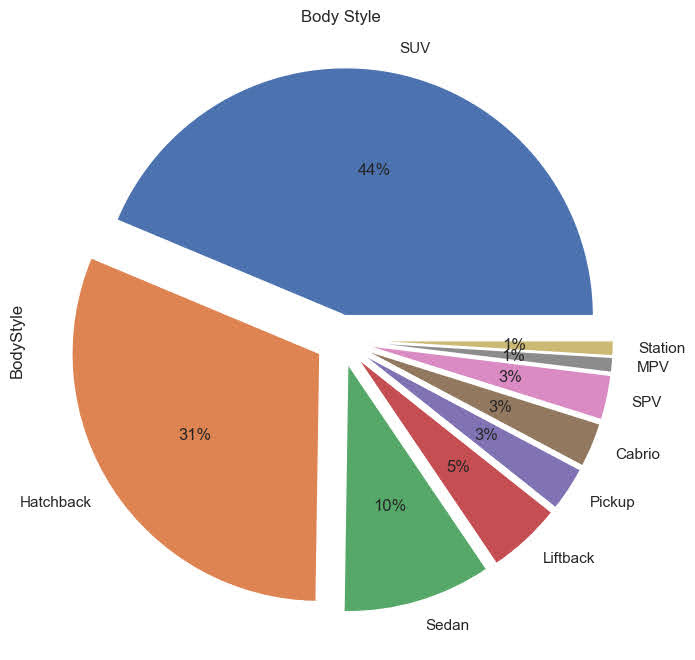 Body Style
SUV
44%
BodyStyle
Hatchback
31%
Sedan
10%
Liftback
5%
Pickup
3%
Cabrio
3%
SPV
3%
MPV
1%
Station
1%